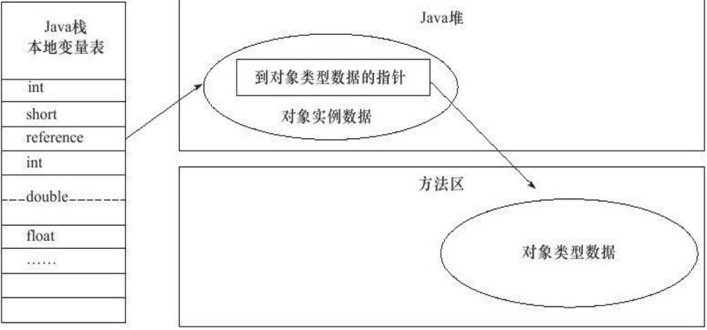 Java栈
本地变量表
int
short
reference
int
double
float
……
Java堆
到对象类型数据的指针
对象实例数据
方法区
对象类型数据